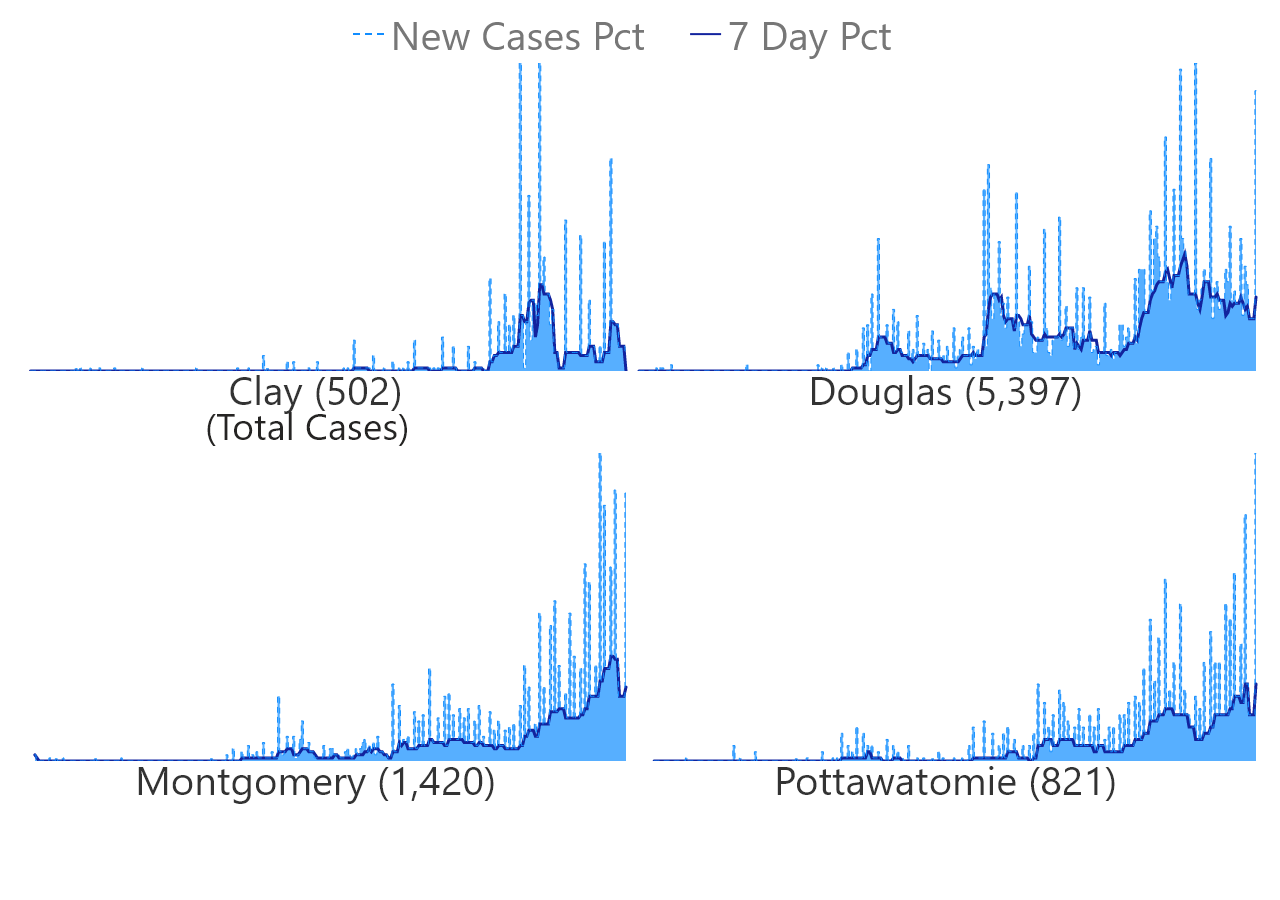 New Cases Pct 7 Day Pct
Clay (502)
(Total Cases)
Douglas (5,397)
Montgomery (1,420)
Pottawatomie (821)